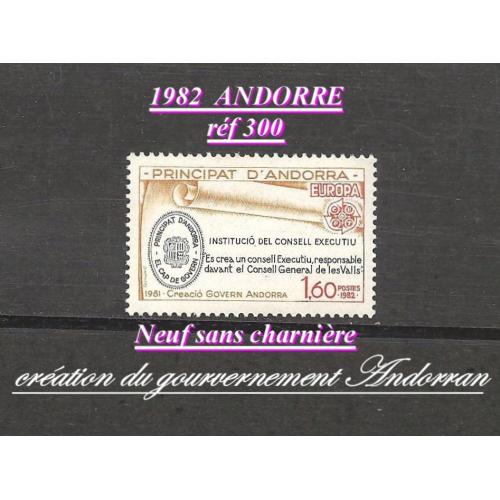 1982 ANDORRE
réf 300
PRINCIPAT D'ANDORRA
EUROPA
INSTITUCIÓ DEL CONSELL EXECUTIU
"Es crea un consell Executiu, responsable
davant el Consell General de les Valls"
PRINCIPAT D'ANDORRA
EL CAP DE GOVERN
1981 - Creació GOVERN ANDORRA
1,60 POSTES
·1982·
Neuf sans charnière
création du gourvernement Andorran